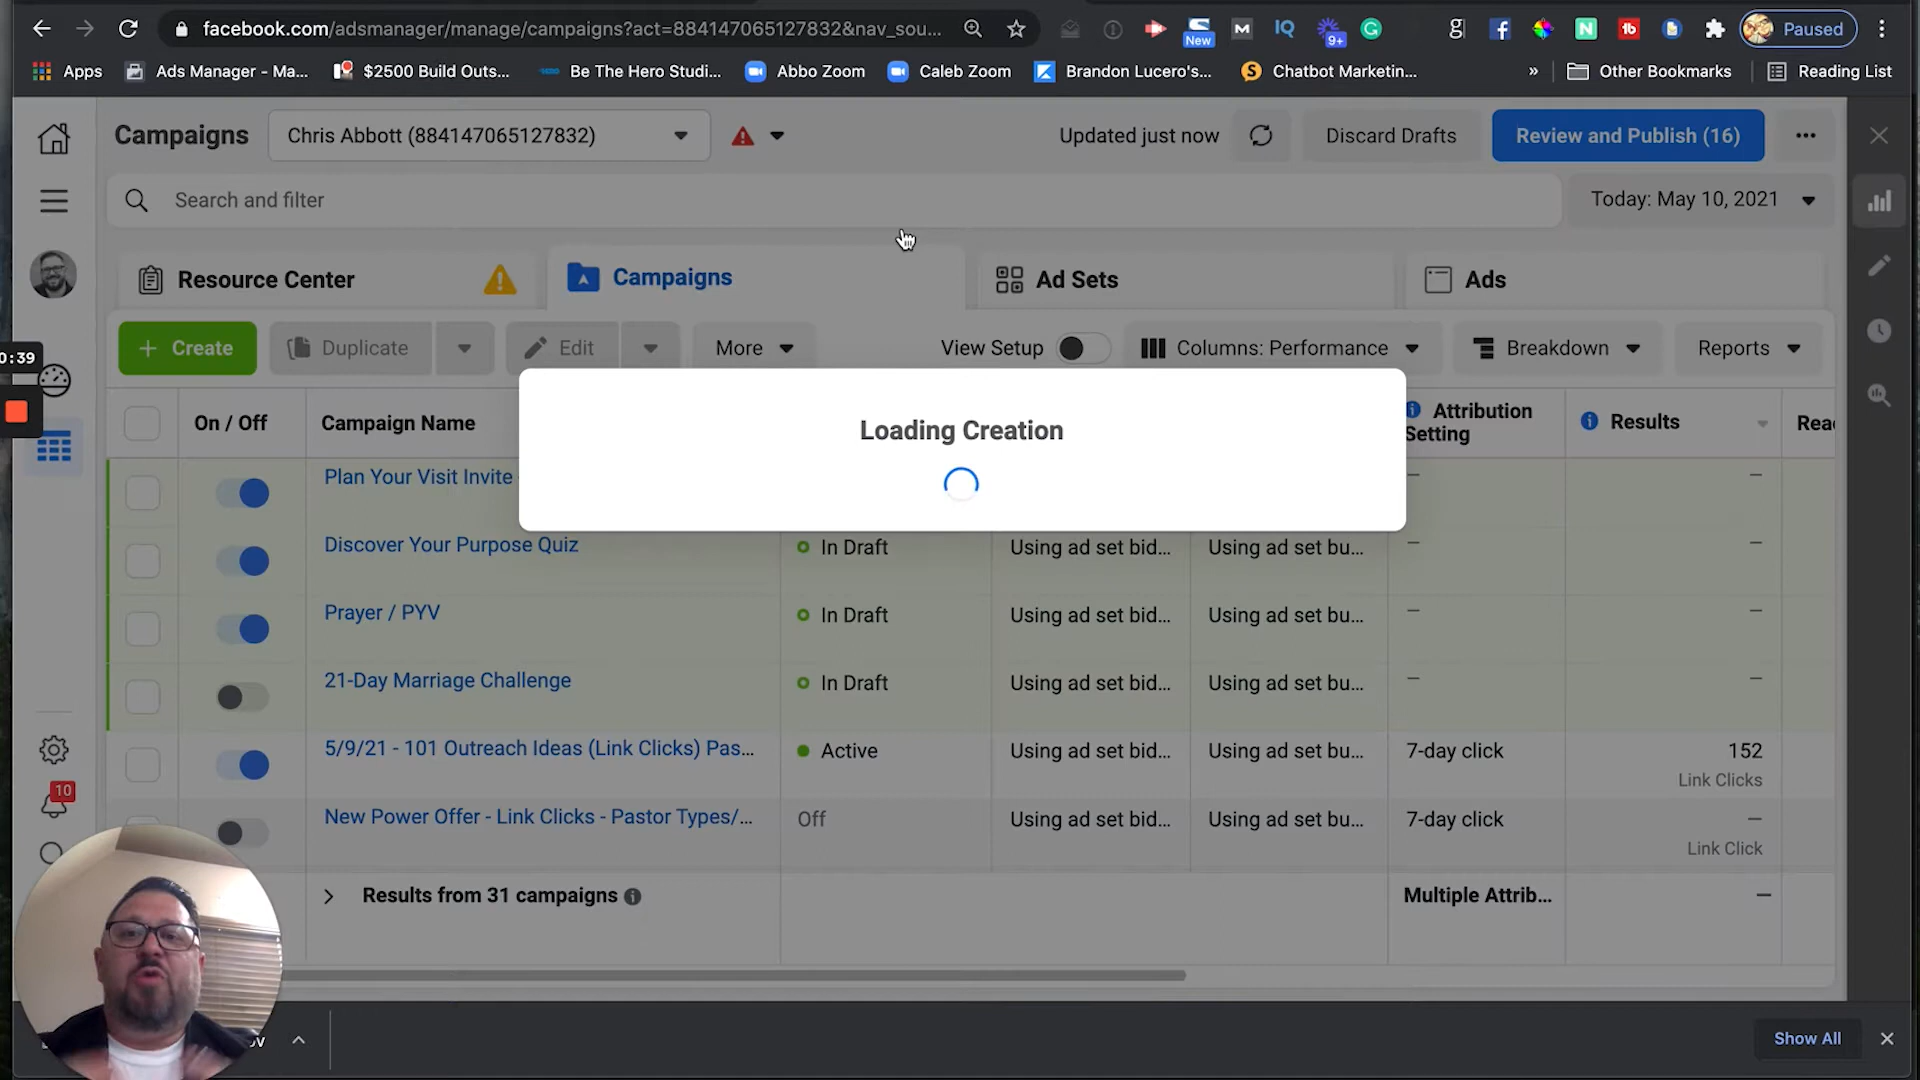 facebook.com/adsmanager/manage/campaigns?act=884147065127832&nav_sou...
New
9+
Paused
Apps
Ads Manager - Ma...
$2500 Build Outs...
Be The Hero Studi...
Abbo Zoom
Caleb Zoom
Brandon Lucero's...
Chatbot Marketin...
»
Other Bookmarks
Reading List
Campaigns
Chris Abbott (884147065127832)
Updated just now
Discard Drafts
Review and Publish (16)
Search and filter
Today: May 10, 2021
Resource Center
Campaigns
Ad Sets
Ads
+ Create
Duplicate
Edit
More
View Setup
Columns: Performance
Breakdown
Reports
0:39
On / Off
Campaign Name
Attribution
Setting
Results
Reac
Loading Creation
Plan Your Visit Invite
Discover Your Purpose Quiz
In Draft
Using ad set bid...
Using ad set bu...
Prayer / PYV
In Draft
Using ad set bid...
Using ad set bu...
21-Day Marriage Challenge
In Draft
Using ad set bid...
Using ad set bu...
5/9/21 - 101 Outreach Ideas (Link Clicks) Pas...
Active
Using ad set bid...
Using ad set bu...
7-day click
152
Link Clicks
10
New Power Offer - Link Clicks - Pastor Types/...
Off
Using ad set bid...
Using ad set bu...
7-day click
Link Click
Results from 31 campaigns
Multiple Attrib...
ov
Show All